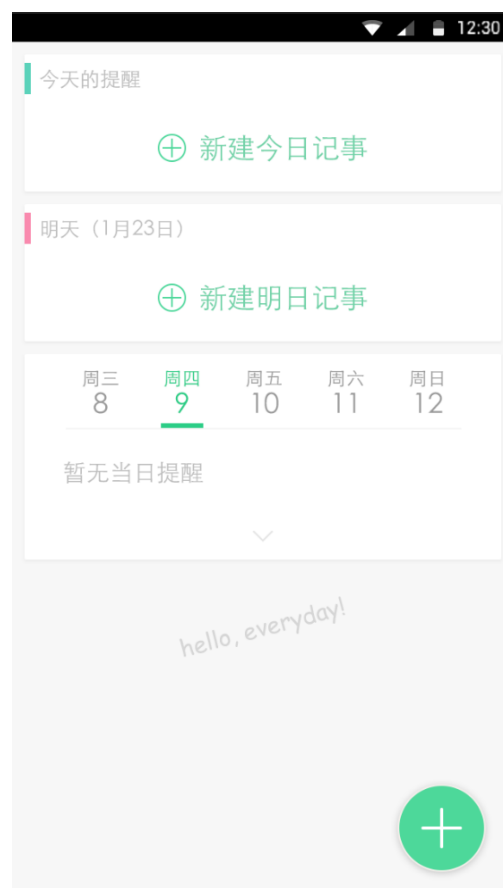 12:30
今天的提醒
新建今日记事
明天（1月23日）
新建明日记事
周三 周四 周五 周六 周日
8 9 10 11 12
暂无当日提醒
hello, everyday!